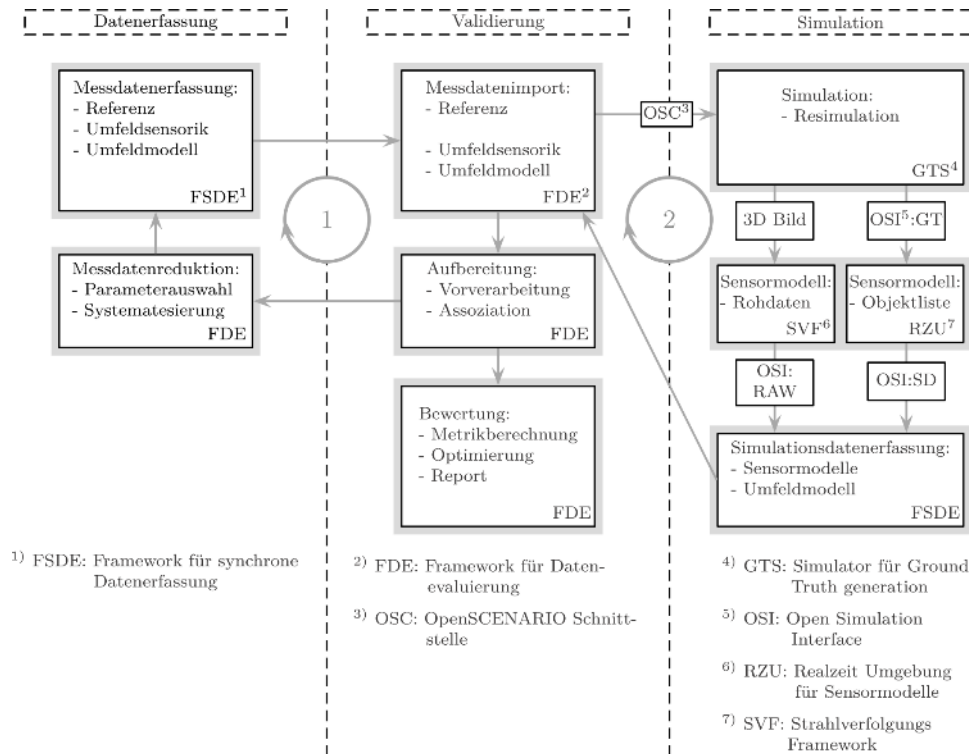 Datenerfassung
Messdatenerfassung:
- Referenz
- Umfeldsensorik
- Umfeldmodell
FSDE¹
1
Messdatenreduktion:
- Parameterauswahl
- Systematesierung
FDE
¹⁾ FSDE: Framework für synchrone
Datenerfassung
Validierung
Messdatenimport:
- Referenz
- Umfeldsensorik
- Umfeldmodell
FDE²
OSC³
2
Aufbereitung:
- Vorverarbeitung
- Assoziation
FDE
Bewertung:
- Metrikberechnung
- Optimierung
- Report
FDE
²⁾ FDE: Framework für Daten-
evaluierung
³⁾ OSC: OpenSCENARIO Schnitt-
stelle
Simulation
Simulation:
- Resimulation
GTS⁴
3D Bild
OSI⁵:GT
Sensormodell:
- Rohdaten
SVF⁶
Sensormodell:
- Objektliste
RZU⁷
OSI:
RAW
OSI:SD
Simulationsdatenerfassung:
- Sensormodelle
- Umfeldmodell
FSDE
⁴⁾ GTS: Simulator für Ground
Truth generation
⁵⁾ OSI: Open Simulation
Interface
⁶⁾ RZU: Realzeit Umgebung
für Sensormodelle
⁷⁾ SVF: Strahlverfolgungs
Framework